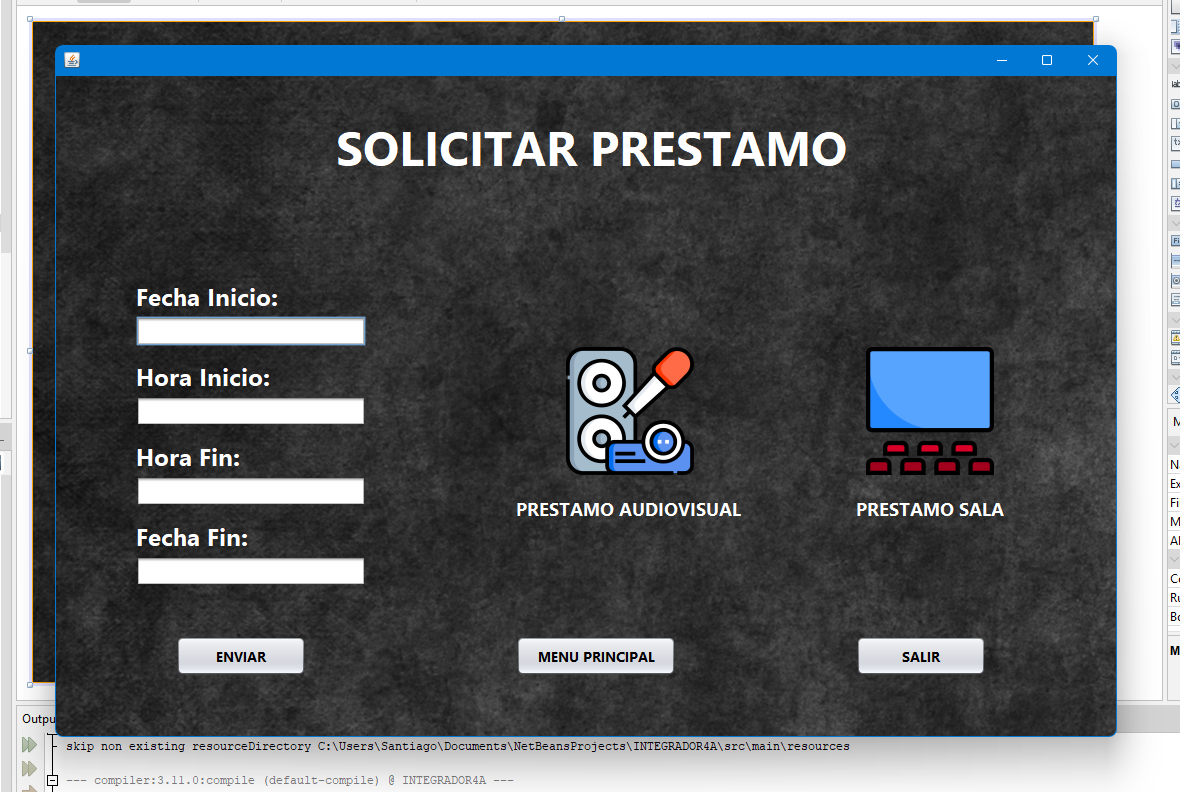 SOLICITAR PRESTAMO
Fecha Inicio:
Hora Inicio:
Hora Fin:
Fecha Fin:
PRESTAMO AUDIOVISUAL
PRESTAMO SALA
ENVIAR
MENU PRINCIPAL
SALIR
Outpu
skip non existing resourceDirectory C:\Users\Santiago\Documents\NetBeansProjects\INTEGRADOR4A\src\main\resources
--- compiler:3.11.0:compile (default-compile) @ INTEGRADOR4A ---